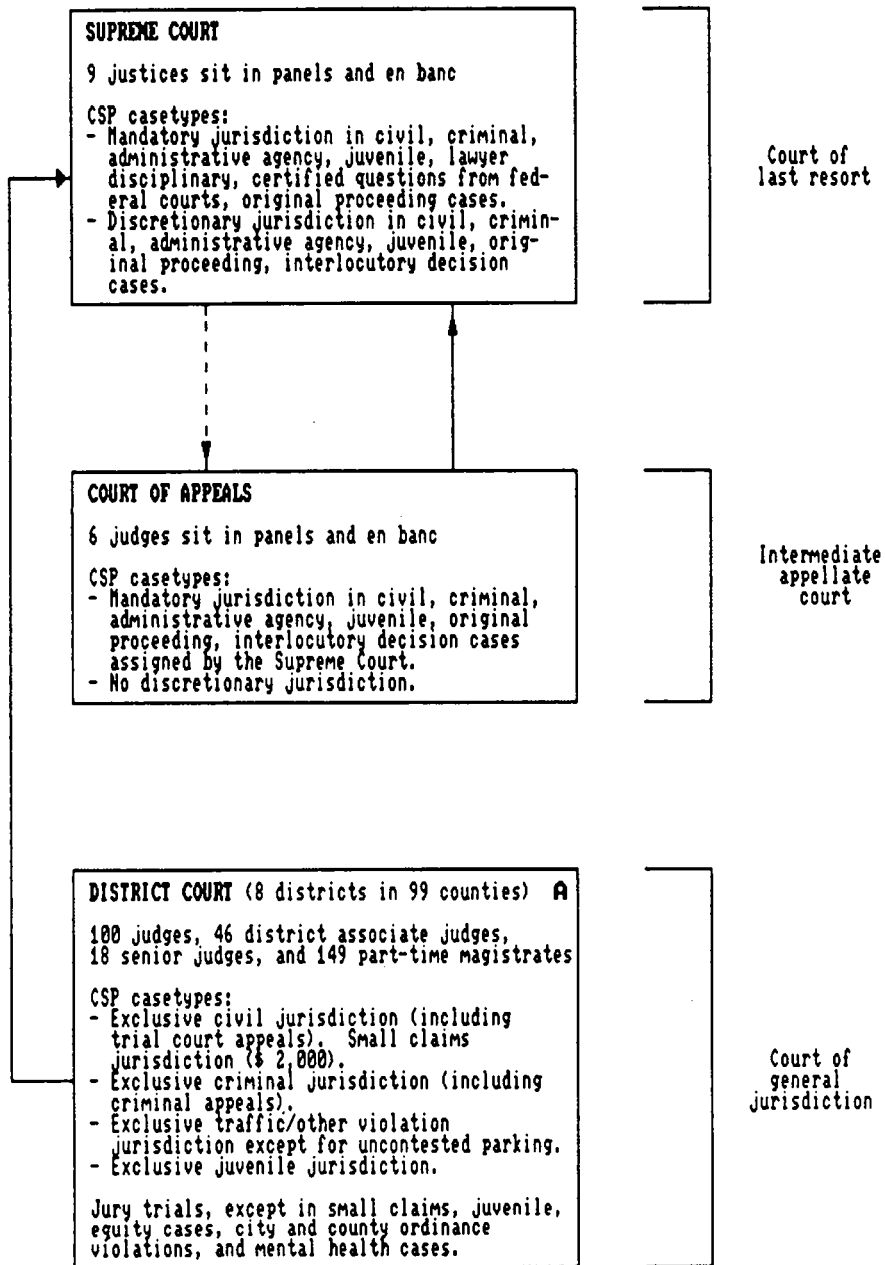 SUPREME COURT
9 justices sit in panels and en banc
CSP casetypes:
- Mandatory jurisdiction in civil, criminal,
administrative agency, juvenile, lawyer
disciplinary, certified questions from fed-
eral courts, original proceeding cases.
- Discretionary jurisdiction in civil, crimin-
al, administrative agency, juvenile, orig-
inal proceeding, interlocutory decision
cases.
Court of
last resort
COURT OF APPEALS
6 judges sit in panels and en banc
CSP casetypes:
- Mandatory jurisdiction in civil, criminal,
administrative agency, juvenile, original
proceeding, interlocutory decision cases
assigned by the Supreme Court.
- No discretionary jurisdiction.
Intermediate
appellate
court
DISTRICT COURT (8 districts in 99 counties) A
100 judges, 46 district associate judges,
18 senior judges, and 149 part-time magistrates
CSP casetypes:
- Exclusive civil jurisdiction (including
trial court appeals). Small claims
jurisdiction ($ 2,000).
- Exclusive criminal jurisdiction (including
criminal appeals).
- Exclusive traffic/other violation
jurisdiction except for uncontested parking.
- Exclusive juvenile jurisdiction.
Jury trials, except in small claims, juvenile,
equity cases, city and county ordinance
violations, and mental health cases.
Court of
general
jurisdiction